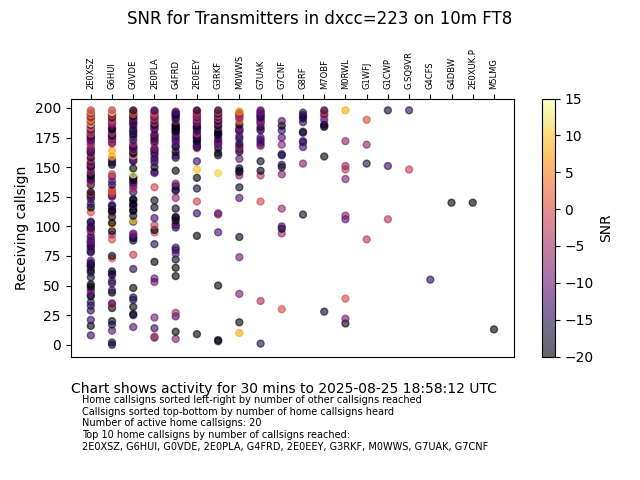 SNR for Transmitters in dxcc=223 on 10m FT8
2E0XSZ G6HUI G0VDE 2E0PLA G4FRD 2E0EEY G3RKF M0WWS G7UAK G7CNF G8RF M7OBF M0RWL G1WFJ G1CWP G.SQ9VR G4CFS G4DBW 2E0XUK.P M5LMG
200
175
150
125
100
75
50
25
0
Receiving callsign
15
10
5
0
−5
−10
−15
−20
SNR
Chart shows activity for 30 mins to 2025-08-25 18:58:12 UTC
Home callsigns sorted left-right by number of other callsigns reached
Callsigns sorted top-bottom by number of home callsigns heard
Number of active home callsigns: 20
Top 10 home callsigns by number of callsigns reached:
2E0XSZ, G6HUI, G0VDE, 2E0PLA, G4FRD, 2E0EEY, G3RKF, M0WWS, G7UAK, G7CNF